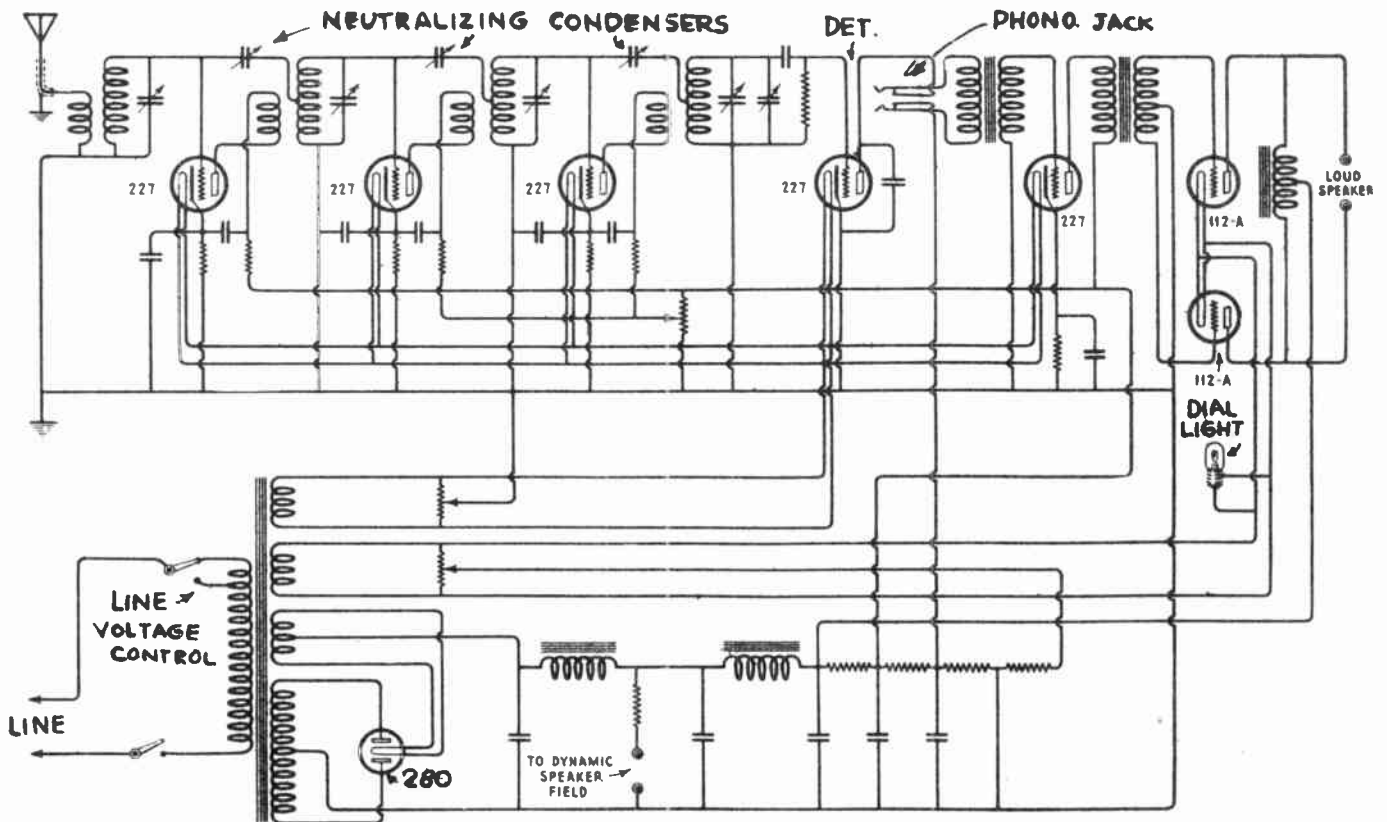 NEUTRALIZING CONDENSERS
DET.
PHONO. JACK
227
227
227
227
227
112-A
LOUD
SPEAKER
112-A
DIAL
LIGHT
LINE
VOLTAGE
CONTROL
LINE
280
TO DYNAMIC
SPEAKER
FIELD